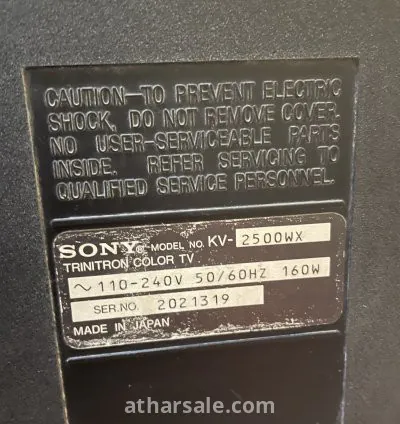 CAUTION-TO PREVENT ELECTRIC
SHOCK, DO NOT REMOVE COVER.
NO USER-SERVICEABLE PARTS
INSIDE. REFER SERVICING TO
QUALIFIED SERVICE PERSONNEL.
SONY® MODEL NO. KV-2500WX
TRINITRON COLOR TV
~ 110-240V 50/60HZ 160W
SER.NO. 2021319
MADE IN JAPAN
atharsale.com